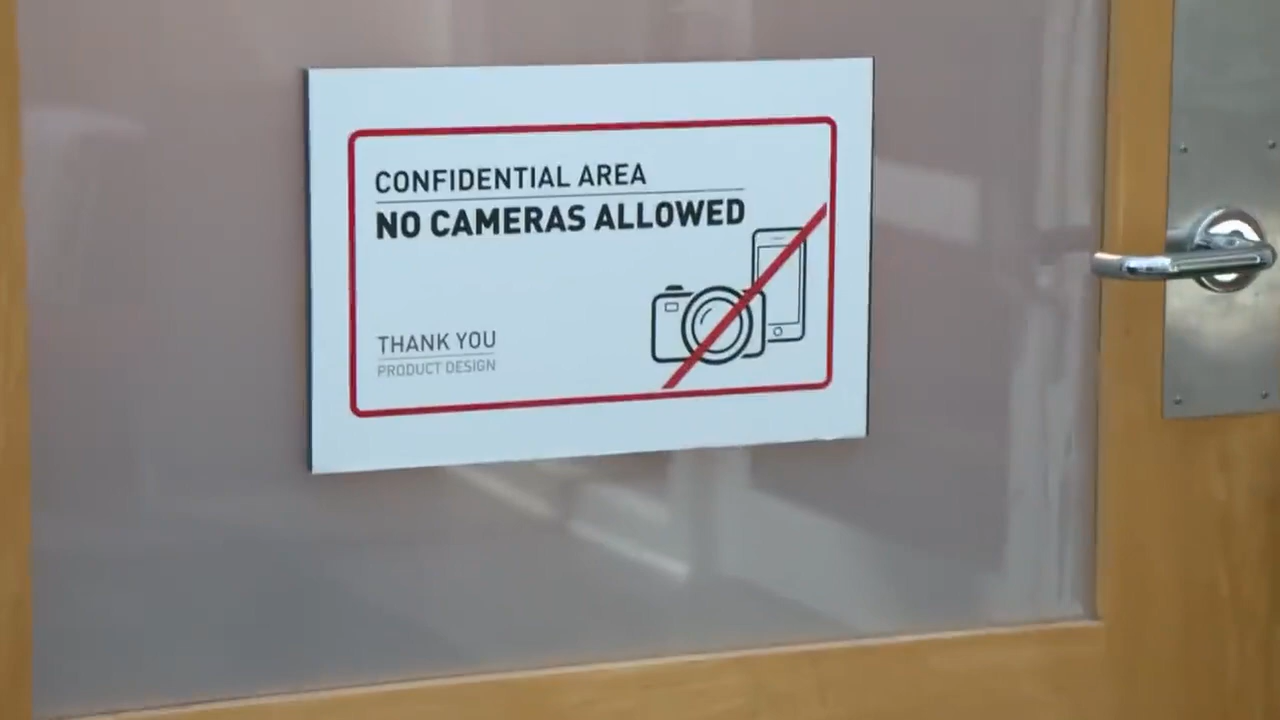 CONFIDENTIAL AREA
NO CAMERAS ALLOWED
THANK YOU
PRODUCT DESIGN